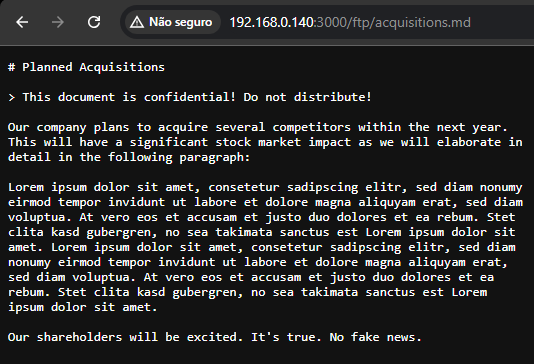 Não seguro 192.168.0.140:3000/ftp/acquisitions.md
# Planned Acquisitions
> This document is confidential! Do not distribute!
Our company plans to acquire several competitors within the next year.
This will have a significant stock market impact as we will elaborate in
detail in the following paragraph:
Lorem ipsum dolor sit amet, consetetur sadipscing elitr, sed diam nonumy
eirmod tempor invidunt ut labore et dolore magna aliquyam erat, sed diam
voluptua. At vero eos et accusam et justo duo dolores et ea rebum. Stet
clita kasd gubergren, no sea takimata sanctus est Lorem ipsum dolor sit
amet. Lorem ipsum dolor sit amet, consetetur sadipscing elitr, sed diam
nonumy eirmod tempor invidunt ut labore et dolore magna aliquyam erat,
sed diam voluptua. At vero eos et accusam et justo duo dolores et ea
rebum. Stet clita kasd gubergren, no sea takimata sanctus est Lorem
ipsum dolor sit amet.
Our shareholders will be excited. It's true. No fake news.